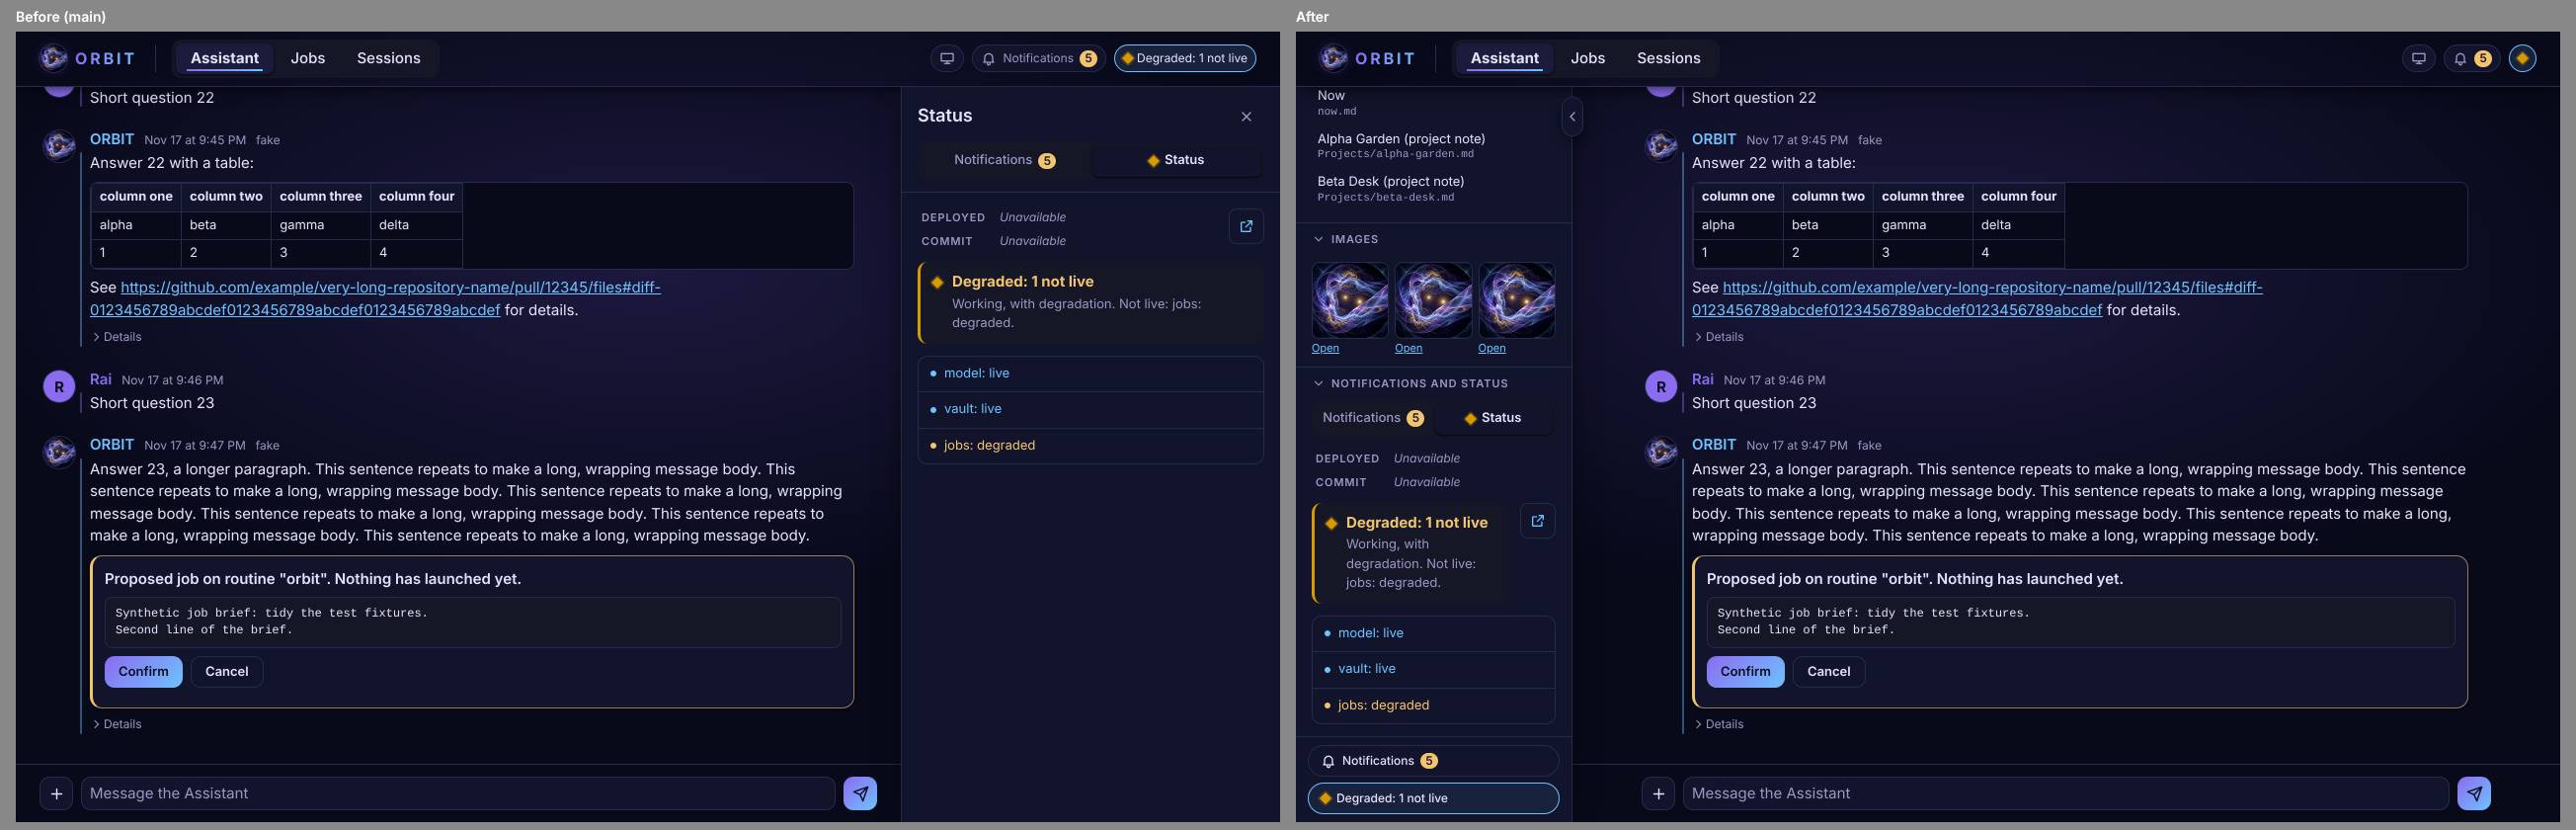 Before (main)
ORBIT
Assistant
Jobs
Sessions
Notifications 5
Degraded: 1 not live
Short question 22
ORBIT Nov 17 at 9:45 PM fake
Answer 22 with a table:
column one column two column three column four
alpha beta gamma delta
1 2 3 4
See https://github.com/example/very-long-repository-name/pull/12345/files#diff-
0123456789abcdef0123456789abcdef0123456789abcdef for details.
Details
R
Rai Nov 17 at 9:46 PM
Short question 23
ORBIT Nov 17 at 9:47 PM fake
Answer 23, a longer paragraph. This sentence repeats to make a long, wrapping message body. This
sentence repeats to make a long, wrapping message body. This sentence repeats to make a long, wrapping
message body. This sentence repeats to make a long, wrapping message body. This sentence repeats to
make a long, wrapping message body. This sentence repeats to make a long, wrapping message body.
Proposed job on routine "orbit". Nothing has launched yet.
Synthetic job brief: tidy the test fixtures.
Second line of the brief.
Confirm
Cancel
Details
Message the Assistant
Status
Notifications 5
Status
DEPLOYED Unavailable
COMMIT Unavailable
Degraded: 1 not live
Working, with degradation. Not live: jobs:
degraded.
model: live
vault: live
jobs: degraded
After
ORBIT
Assistant
Jobs
Sessions
5
Now
now.md
Alpha Garden (project note)
Projects/alpha-garden.md
Beta Desk (project note)
Projects/beta-desk.md
IMAGES
Open Open Open
NOTIFICATIONS AND STATUS
Notifications 5
Status
DEPLOYED Unavailable
COMMIT Unavailable
Degraded: 1 not live
Working, with
degradation. Not live:
jobs: degraded.
model: live
vault: live
jobs: degraded
Notifications 5
Degraded: 1 not live
Short question 22
ORBIT Nov 17 at 9:45 PM fake
Answer 22 with a table:
column one column two column three column four
alpha beta gamma delta
1 2 3 4
See https://github.com/example/very-long-repository-name/pull/12345/files#diff-
0123456789abcdef0123456789abcdef0123456789abcdef for details.
Details
R
Rai Nov 17 at 9:46 PM
Short question 23
ORBIT Nov 17 at 9:47 PM fake
Answer 23, a longer paragraph. This sentence repeats to make a long, wrapping message body. This sentence
repeats to make a long, wrapping message body. This sentence repeats to make a long, wrapping message
body. This sentence repeats to make a long, wrapping message body. This sentence repeats to make a long,
wrapping message body. This sentence repeats to make a long, wrapping message body.
Proposed job on routine "orbit". Nothing has launched yet.
Synthetic job brief: tidy the test fixtures.
Second line of the brief.
Confirm
Cancel
Details
Message the Assistant